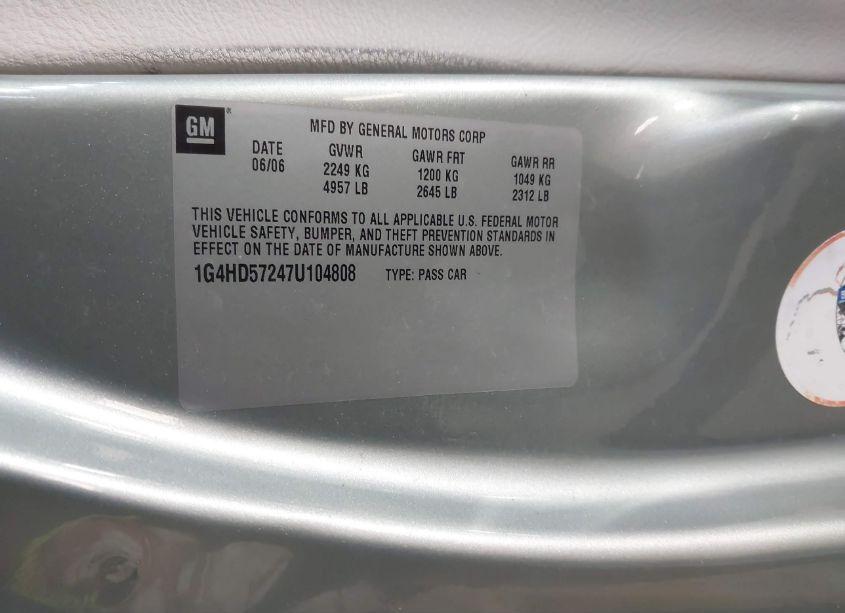 GM®
MFD BY GENERAL MOTORS CORP
DATE GVWR GAWR FRT GAWR RR
06/06 2249 KG 1200 KG 1049 KG
4957 LB 2645 LB 2312 LB
THIS VEHICLE CONFORMS TO ALL APPLICABLE U.S. FEDERAL MOTOR
VEHICLE SAFETY, BUMPER, AND THEFT PREVENTION STANDARDS IN
EFFECT ON THE DATE OF MANUFACTURE SHOWN ABOVE.
1G4HD57247U104808 TYPE: PASS CAR